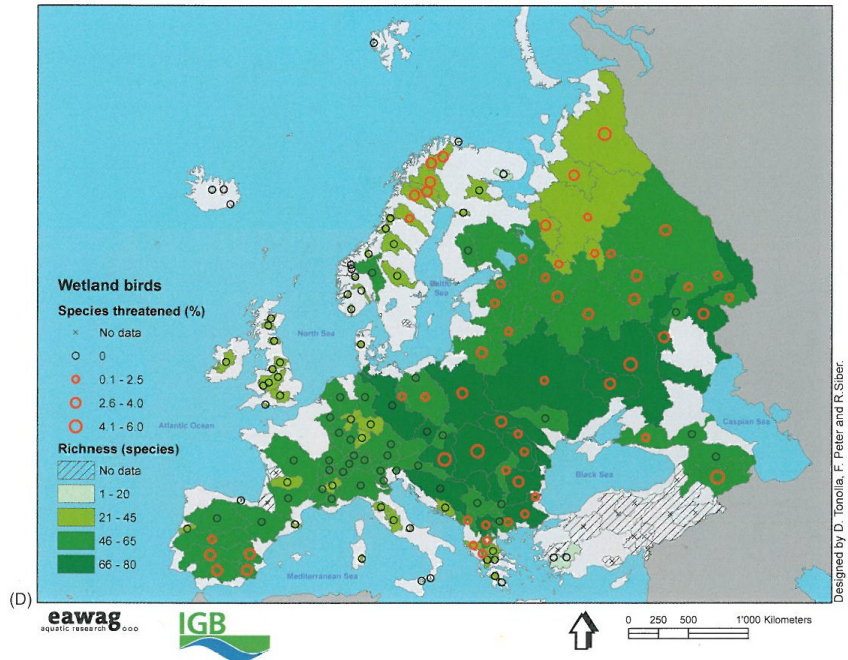 Wetland birds
Species threatened (%)
No data
0
0.1 - 2.5
2.6 - 4.0
4.1 - 6.0
Richness (species)
No data
1 - 20
21 - 45
46 - 65
66 - 80
North Sea
Baltic
Sea
Atlantic Ocean
Caspian Sea
Black Sea
Mediterranean Sea
Designed by D. Tonolla, F. Peter and R.Siber.
(D)
eawag
aquatic research
IGB
0 250 500 1'000 Kilometers